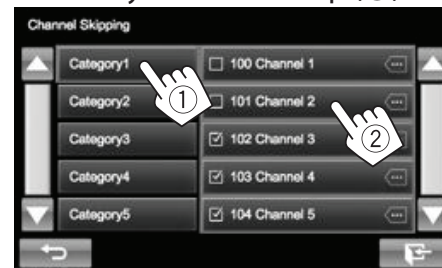 Channel Skipping
Category1
100 Channel 1
Category2
101 Channel 2
Category3
102 Channel 3
Category4
103 Channel 4
Category5
104 Channel 5
1
2